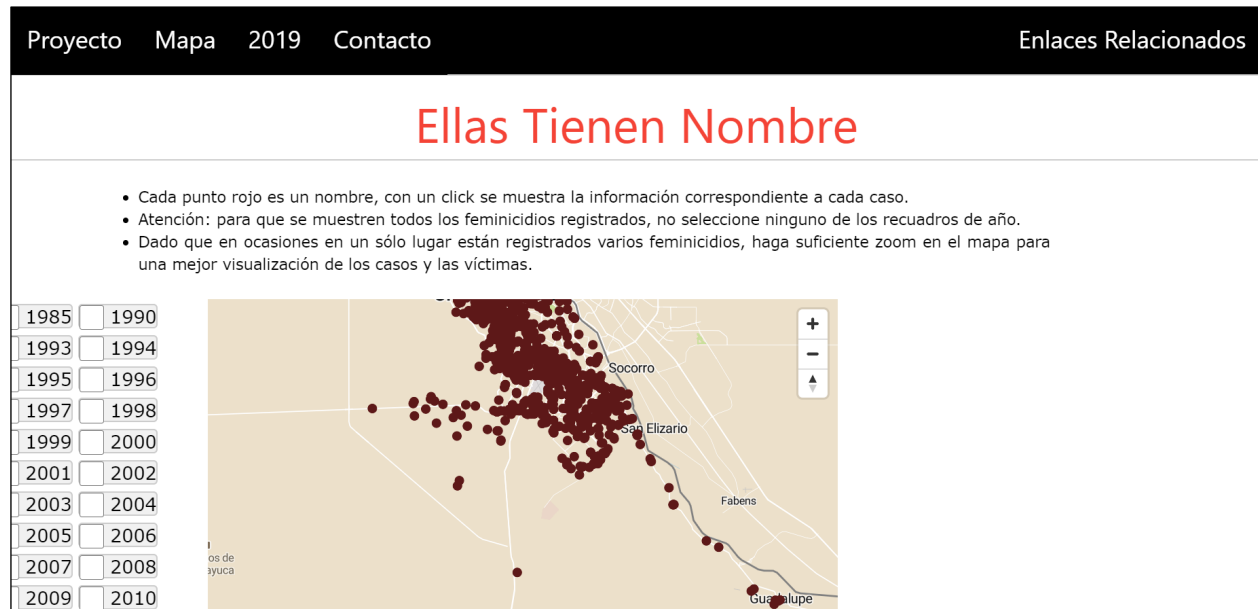 Proyecto Mapa 2019 Contacto Enlaces Relacionados
Ellas Tienen Nombre
• Cada punto rojo es un nombre, con un click se muestra la información correspondiente a cada caso.
• Atención: para que se muestren todos los feminicidios registrados, no seleccione ninguno de los recuadros de año.
• Dado que en ocasiones en un sólo lugar están registrados varios feminicidios, haga suficiente zoom en el mapa para
una mejor visualización de los casos y las víctimas.
1985 1990
1993 1994
1995 1996
1997 1998
1999 2000
2001 2002
2003 2004
2005 2006
2007 2008
2009 2010
Socorro
San Elizario
Fabens
os de
ayuca
Guadalupe